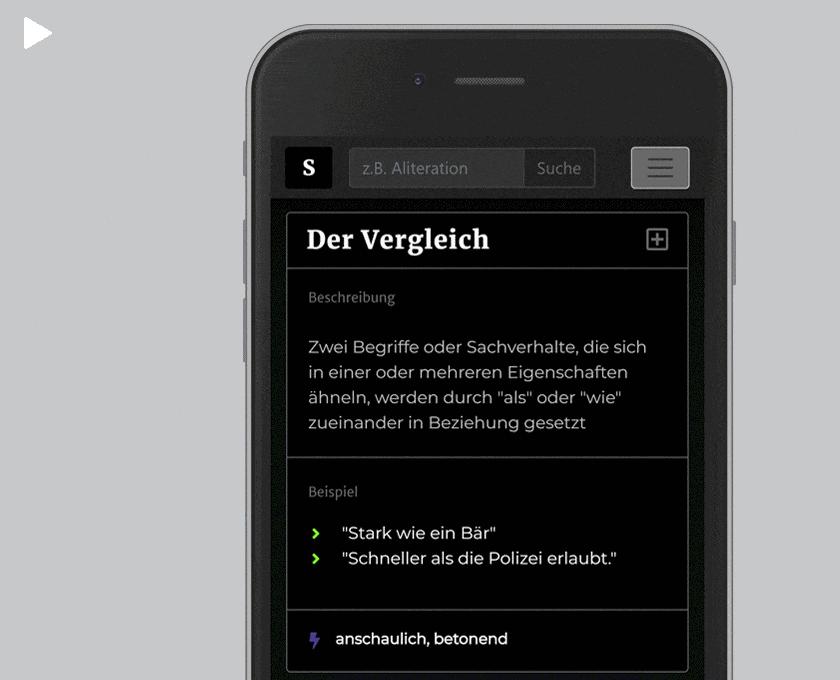 S
z.B. Aliteration
Suche
Der Vergleich
Beschreibung
Zwei Begriffe oder Sachverhalte, die sich
in einer oder mehreren Eigenschaften
ähneln, werden durch "als" oder "wie"
zueinander in Beziehung gesetzt
Beispiel
"Stark wie ein Bär"
"Schneller als die Polizei erlaubt."
anschaulich, betonend